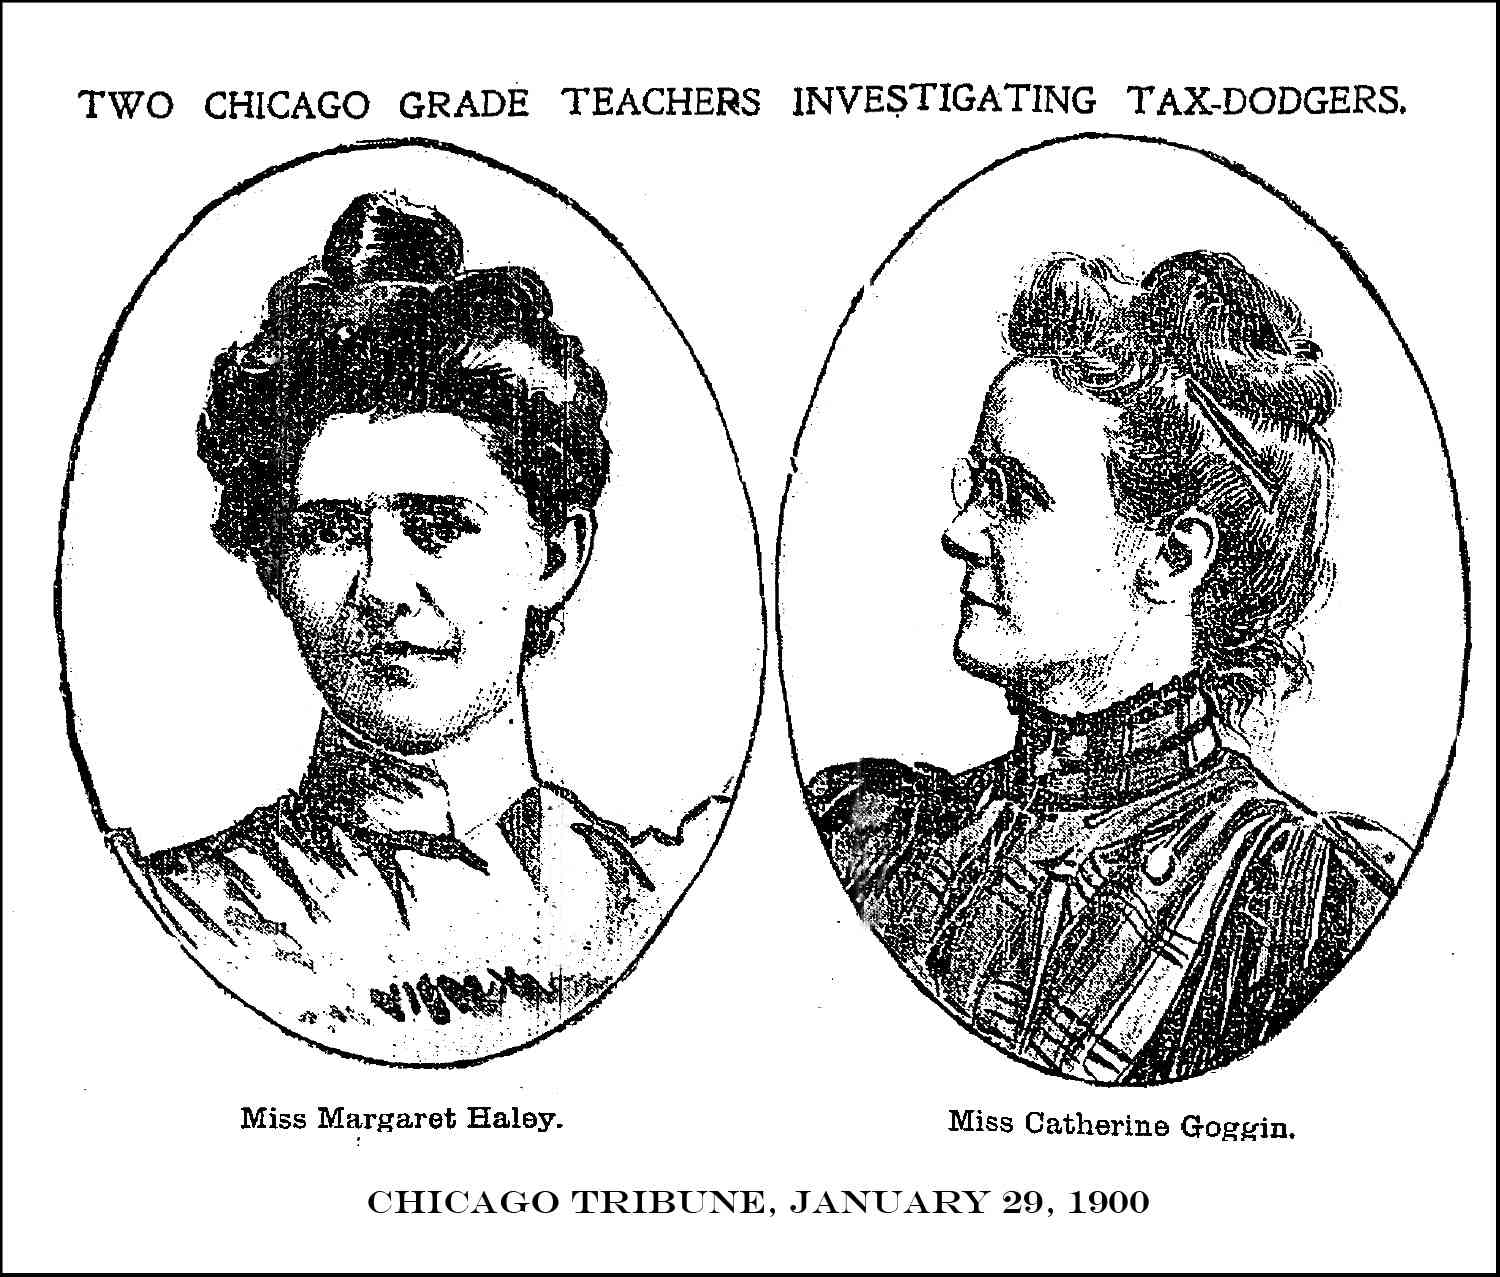 TWO CHICAGO GRADE TEACHERS INVESTIGATING TAX-DODGERS.
Miss Margaret Haley.
Miss Catherine Goggin.
CHICAGO TRIBUNE, JANUARY 29, 1900